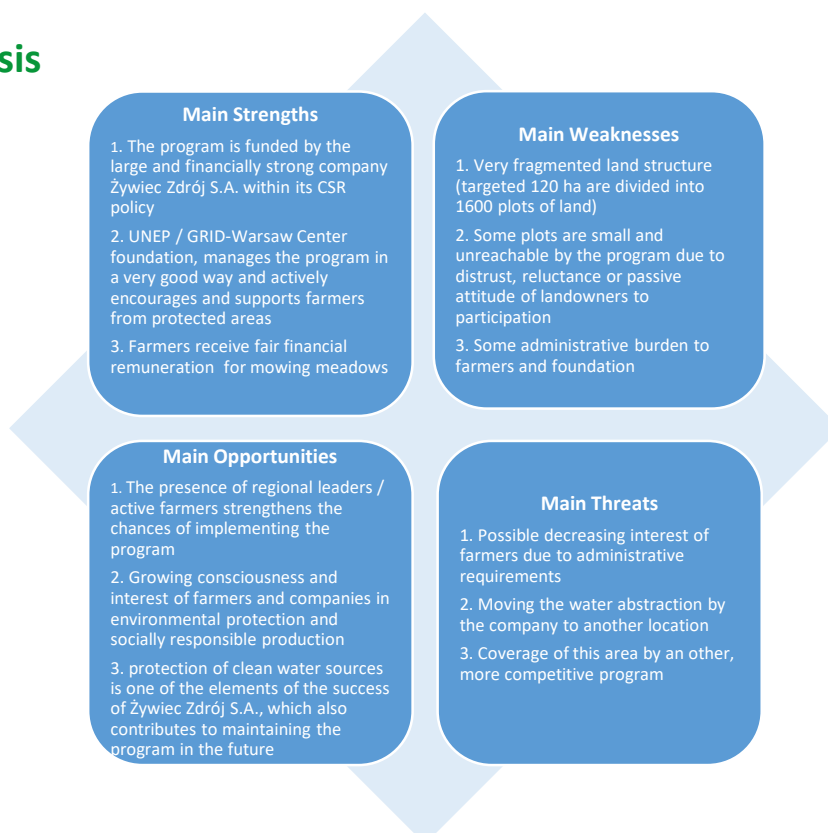 sis
Main Strengths
1. The program is funded by the
large and financially strong company
Żywiec Zdrój S.A. within its CSR
policy
2. UNEP / GRID-Warsaw Center
foundation, manages the program in
a very good way and actively
encourages and supports farmers
from protected areas
3. Farmers receive fair financial
remuneration for mowing meadows
Main Weaknesses
1. Very fragmented land structure
(targeted 120 ha are divided into
1600 plots of land)
2. Some plots are small and
unreachable by the program due to
distrust, reluctance or passive
attitude of landowners to
participation
3. Some administrative burden to
farmers and foundation
Main Opportunities
1. The presence of regional leaders /
active farmers strengthens the
chances of implementing the
program
2. Growing consciousness and
interest of farmers and companies in
environmental protection and
socially responsible production
3. protection of clean water sources
is one of the elements of the success
of Żywiec Zdrój S.A., which also
contributes to maintaining the
program in the future
Main Threats
1. Possible decreasing interest of
farmers due to administrative
requirements
2. Moving the water abstraction by
the company to another location
3. Coverage of this area by an other,
more competitive program